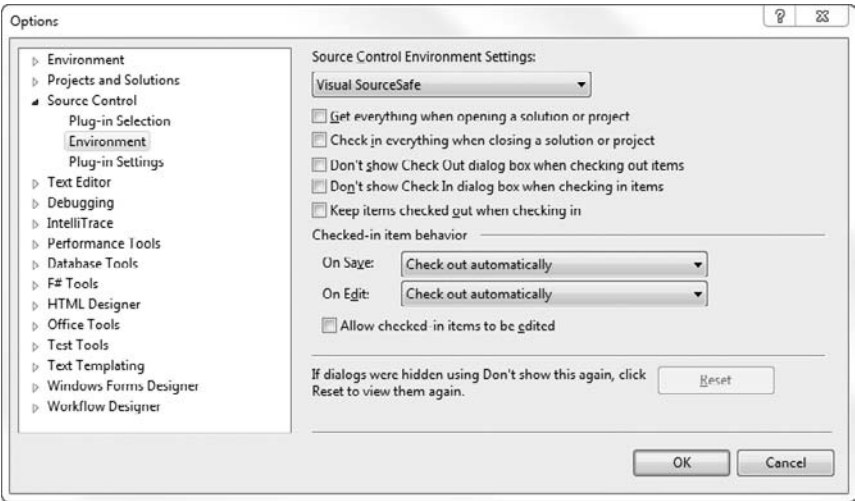 Options
Environment
Projects and Solutions
Source Control
Plug-in Selection
Environment
Plug-in Settings
Text Editor
Debugging
IntelliTrace
Performance Tools
Database Tools
F# Tools
HTML Designer
Office Tools
Test Tools
Text Templating
Windows Forms Designer
Workflow Designer
Source Control Environment Settings:
Visual SourceSafe
Get everything when opening a solution or project
Check in everything when closing a solution or project
Don't show Check Out dialog box when checking out items
Don't show Check In dialog box when checking in items
Keep items checked out when checking in
Checked-in item behavior
On Save: Check out automatically
On Edit: Check out automatically
Allow checked-in items to be edited
If dialogs were hidden using Don't show this again, click
Reset to view them again.
Reset
OK Cancel